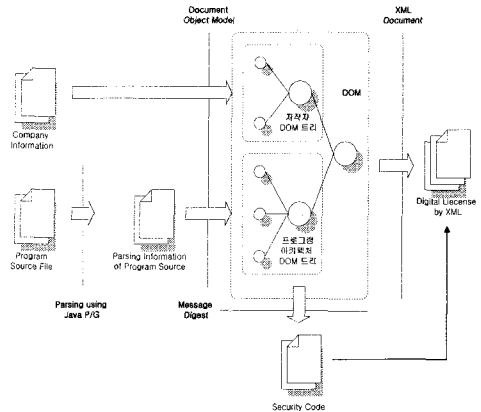 Document
Object Model
XML
Document
DOM
저작자
DOM 트리
Company
Information
프로그램
아키텍처
DOM 트리
Digital Liecense
by XML
Program
Source File
Parsing Information
of Program Source
Parsing using
Java P/G
Message
Digest
Security Code